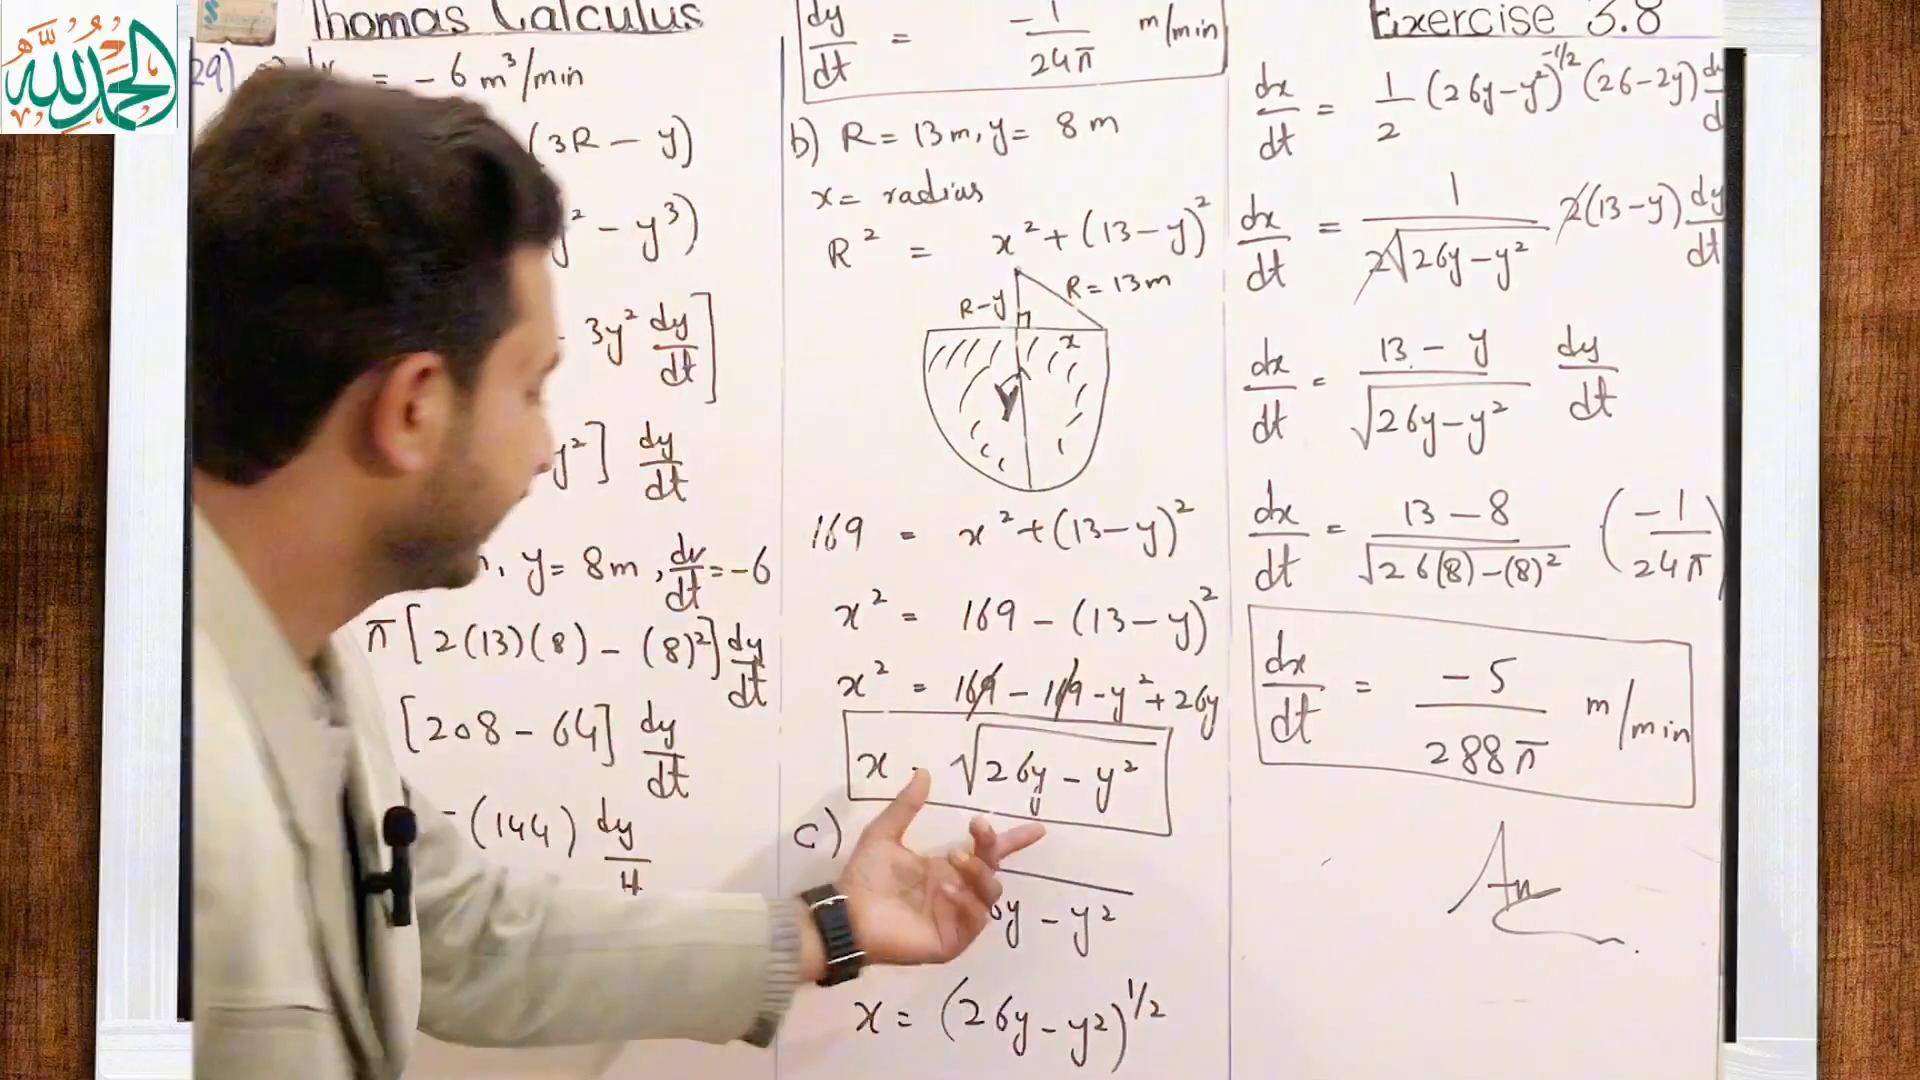 الحمد لله
Thomas Calculus
29)
= - 6 m³/min
(3R - y)
y² - y³)
- 3y² dy/dt]
y²] dy/dt
y = 8m, dv/dt = -6
π [2(13)(8) - (8)²] dy/dt
[208 - 64] dy/dt
(144) dy
dy/dt = -1/24π m/min
b) R = 13m, y = 8m
x = radius
R² = x² + (13-y)²
R-y
R = 13m
x
169 = x² + (13-y)²
x² = 169 - (13-y)²
x² = 169 - 169 - y² + 26y
x = √26y - y²
c)
y - y²
x = (26y - y²)^1/2
Exercise 3.8
dx/dt = 1/2 (26y - y²)^-1/2 (26 - 2y) dy/d
dx/dt = 1/2√26y - y² 2(13 - y) dy/dt
dx/dt = 13 - y/√26y - y² dy/dt
dx/dt = 13 - 8/√26(8) - (8)² (-1/24π)
dx/dt = -5/288π m/min